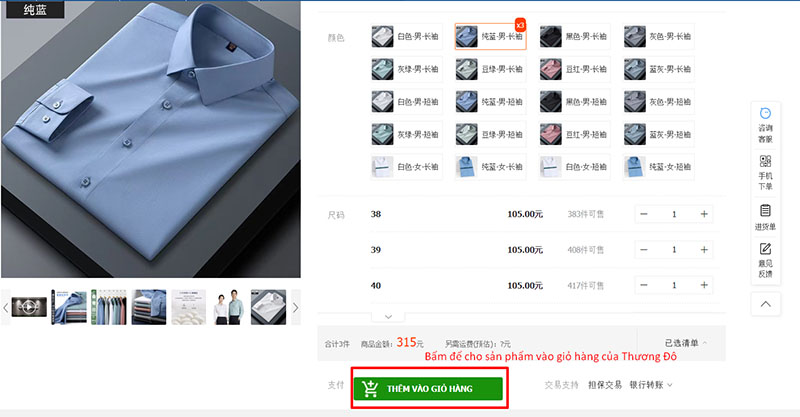 纯蓝
颜色
白色-男-长袖
纯蓝-男-长袖
x3
黑色-男-长袖
灰色-男-长袖
灰绿-男-长袖
豆绿-男-长袖
豆红-男-长袖
蓝灰-男-长袖
白色-男-短袖
纯蓝-男-短袖
黑色-男-短袖
灰色-男-短袖
灰绿-男-短袖
豆绿-男-短袖
豆红-男-短袖
蓝灰-男-短袖
白色-女-长袖
纯蓝-女-长袖
白色-女-短袖
纯蓝-女-短袖
尺码
38 105.00元 383件可售 − 1 +
39 105.00元 408件可售 − 1 +
40 105.00元 417件可售 − 1 +
合计3件 商品金额: 315元 另需运费(预估): ?元 已选清单
Bấm để cho sản phẩm vào giỏ hàng của Thương Đô
支付 THÊM VÀO GIỎ HÀNG 交易支持 担保交易 银行转账
咨询
客服
手机
下单
进货单
意见
反馈